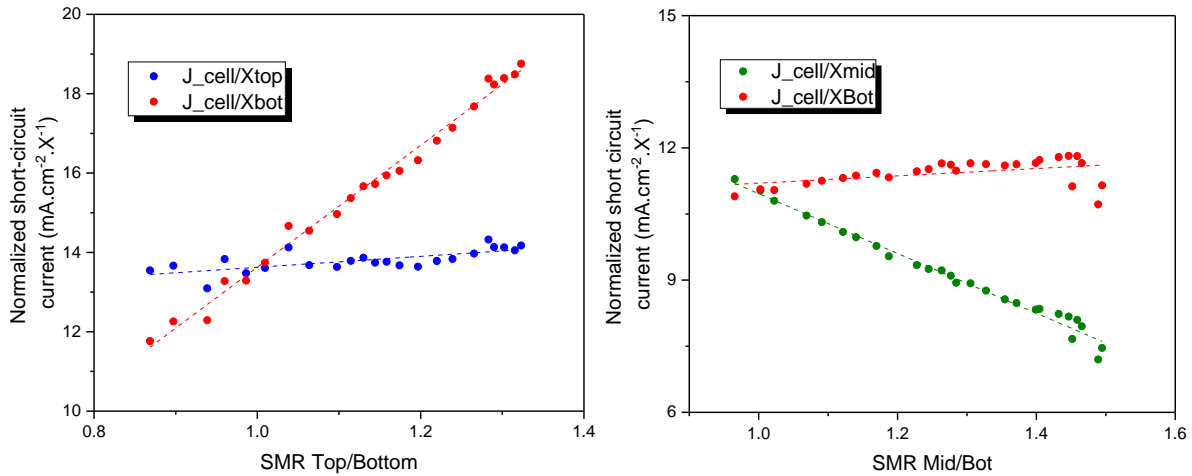 20
18
16
14
12
10
0.8
1.0
1.2
1.4
Normalized short-circuit
current (mA.cm⁻².X⁻¹)
SMR Top/Bottom
J_cell/Xtop
J_cell/Xbot
15
12
9
6
1.0
1.2
1.4
1.6
Normalized short circuit
current (mA.cm⁻².X⁻¹)
SMR Mid/Bot
J_cell/Xmid
J_cell/XBot